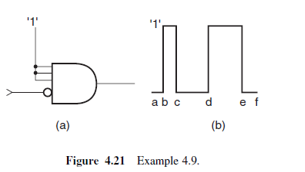 '1' '1'
a b c d e f
(a) (b)
Figure 4.21 Example 4.9.